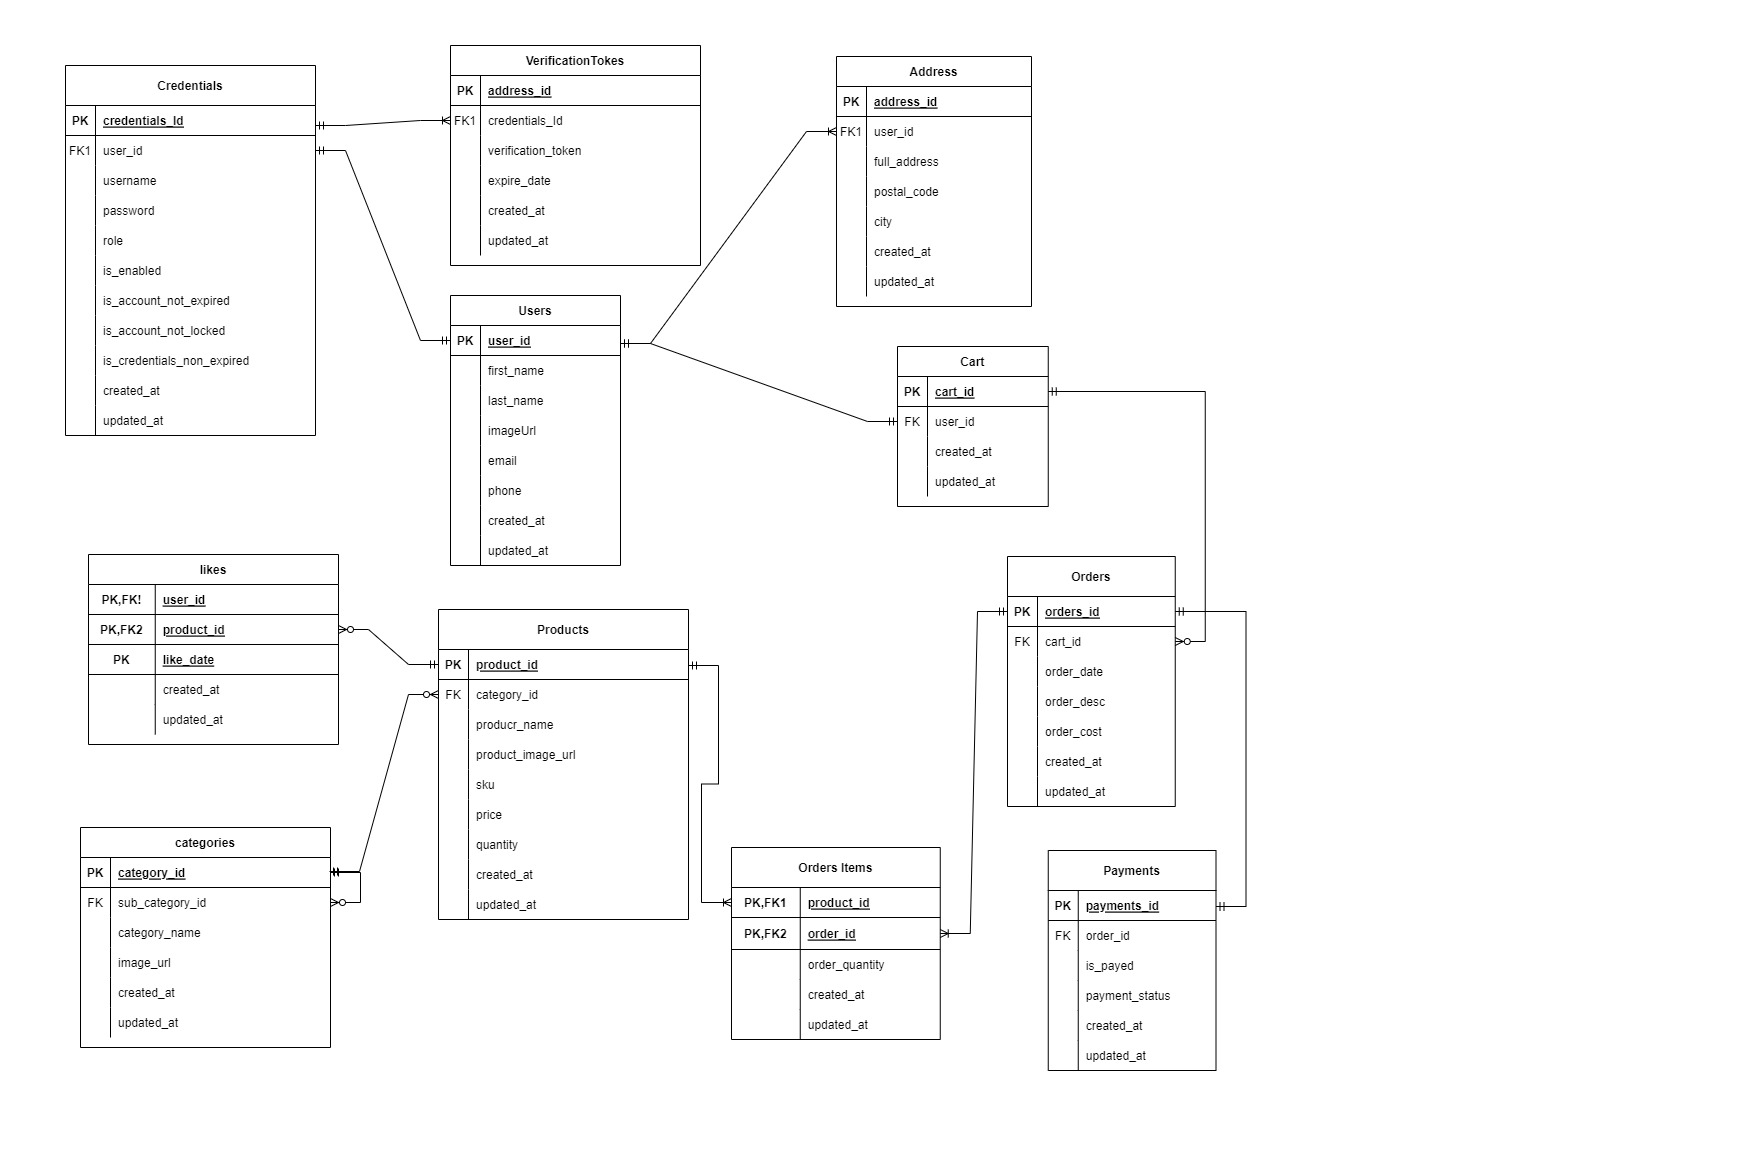 Credentials
PK credentials_Id
FK1 user_id
username
password
role
is_enabled
is_account_not_expired
is_account_not_locked
is_credentials_non_expired
created_at
updated_at
VerificationTokes
PK address_id
FK1 credentials_Id
verification_token
expire_date
created_at
updated_at
Address
PK address_id
FK1 user_id
full_address
postal_code
city
created_at
updated_at
Users
PK user_id
first_name
last_name
imageUrl
email
phone
created_at
updated_at
Cart
PK cart_id
FK user_id
created_at
updated_at
likes
PK,FK! user_id
PK,FK2 product_id
PK like_date
created_at
updated_at
Products
PK product_id
FK category_id
producr_name
product_image_url
sku
price
quantity
created_at
updated_at
Orders
PK orders_id
FK cart_id
order_date
order_desc
order_cost
created_at
updated_at
categories
PK category_id
FK sub_category_id
category_name
image_url
created_at
updated_at
Orders Items
PK,FK1 product_id
PK,FK2 order_id
order_quantity
created_at
updated_at
Payments
PK payments_id
FK order_id
is_payed
payment_status
created_at
updated_at